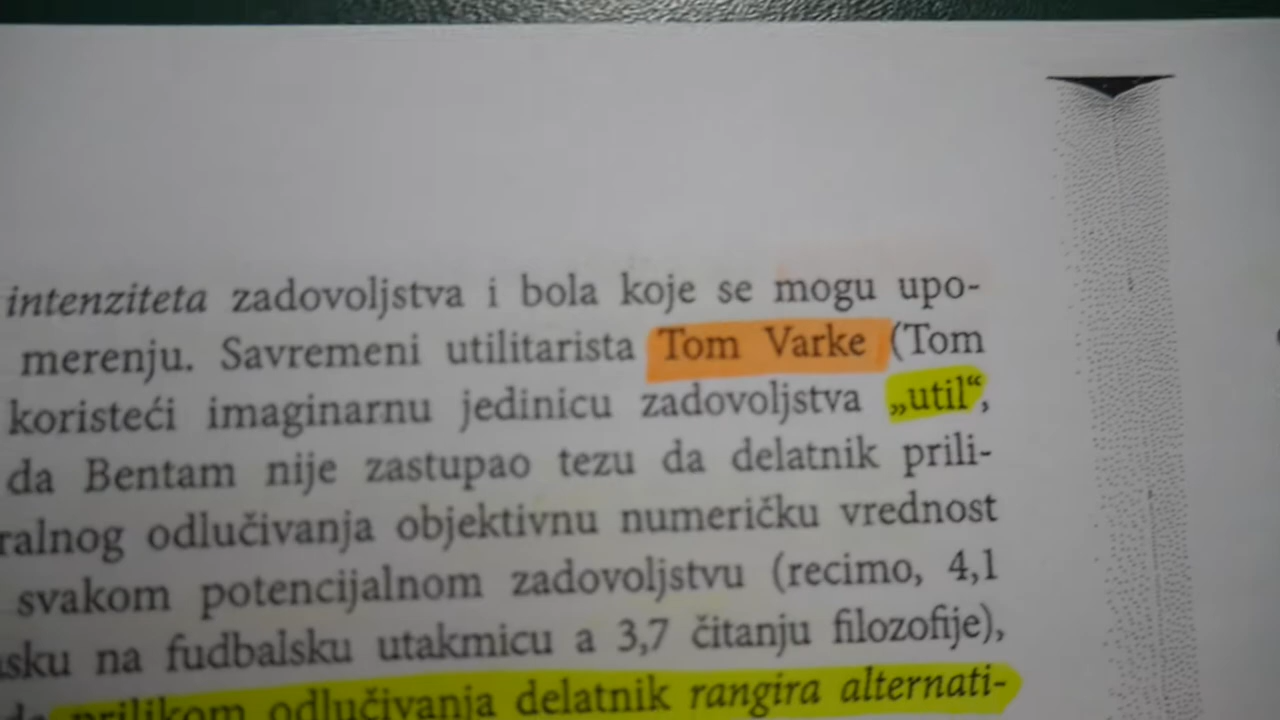 intenziteta zadovoljstva i bola koje se mogu upo-
merenju. Savremeni utilitarista Tom Varke (Tom
koristeći imaginarnu jedinicu zadovoljstva „util“,
da Bentam nije zastupao tezu da delatnik prili-
ralnog odlučivanja objektivnu numeričku vrednost
svakom potencijalnom zadovoljstvu (recimo, 4,1
sku na fudbalsku utakmicu a 3,7 čitanju filozofije),
prilikom odlučivanja delatnik rangira alternati-